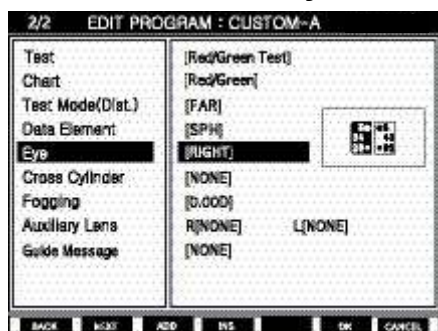 2/2 EDIT PROGRAM : CUSTOM-A
Test [Red/Green Test]
Chart [Red/Green]
Test Mode(Dist.) [FAR]
Data Element [SPH]
Eye [RIGHT]
Cross Cylinder [NONE]
Fogging [0.00D]
Auxiliary Lens R[NONE] L[NONE]
Guide Message [NONE]
BACK NEXT ADD INS OK CANCEL